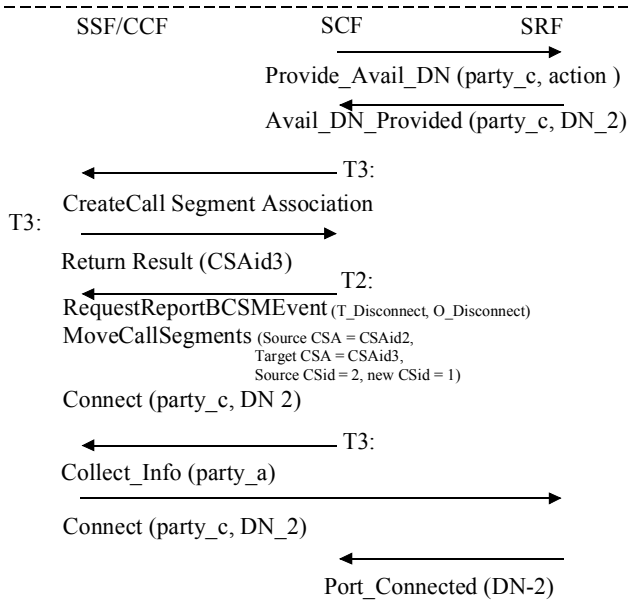 SSF/CCF SCF SRF
Provide_Avail_DN (party_c, action )
Avail_DN_Provided (party_c, DN_2)
T3:
CreateCall Segment Association
T3:
Return Result (CSAid3)
T2:
RequestReportBCSMEvent (T_Disconnect, O_Disconnect)
MoveCallSegments (Source CSA = CSAid2,
Target CSA = CSAid3,
Source CSid = 2, new CSid = 1)
Connect (party_c, DN 2)
T3:
Collect_Info (party_a)
Connect (party_c, DN_2)
Port_Connected (DN-2)